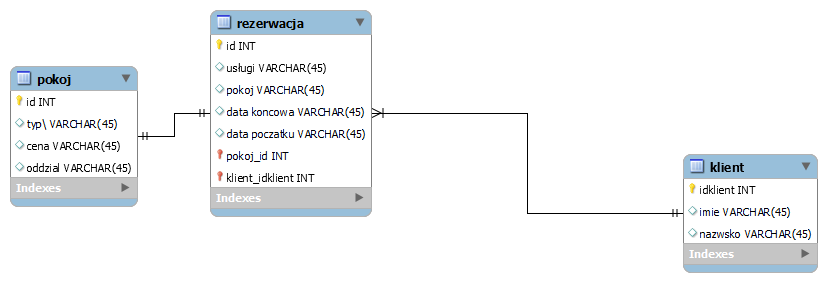 pokoj
id INT
typ\ VARCHAR(45)
cena VARCHAR(45)
oddzial VARCHAR(45)
Indexes
rezerwacja
id INT
usługi VARCHAR(45)
pokoj VARCHAR(45)
data koncowa VARCHAR(45)
data poczatku VARCHAR(45)
pokoj_id INT
klient_idklient INT
Indexes
klient
idklient INT
imie VARCHAR(45)
nazwsko VARCHAR(45)
Indexes